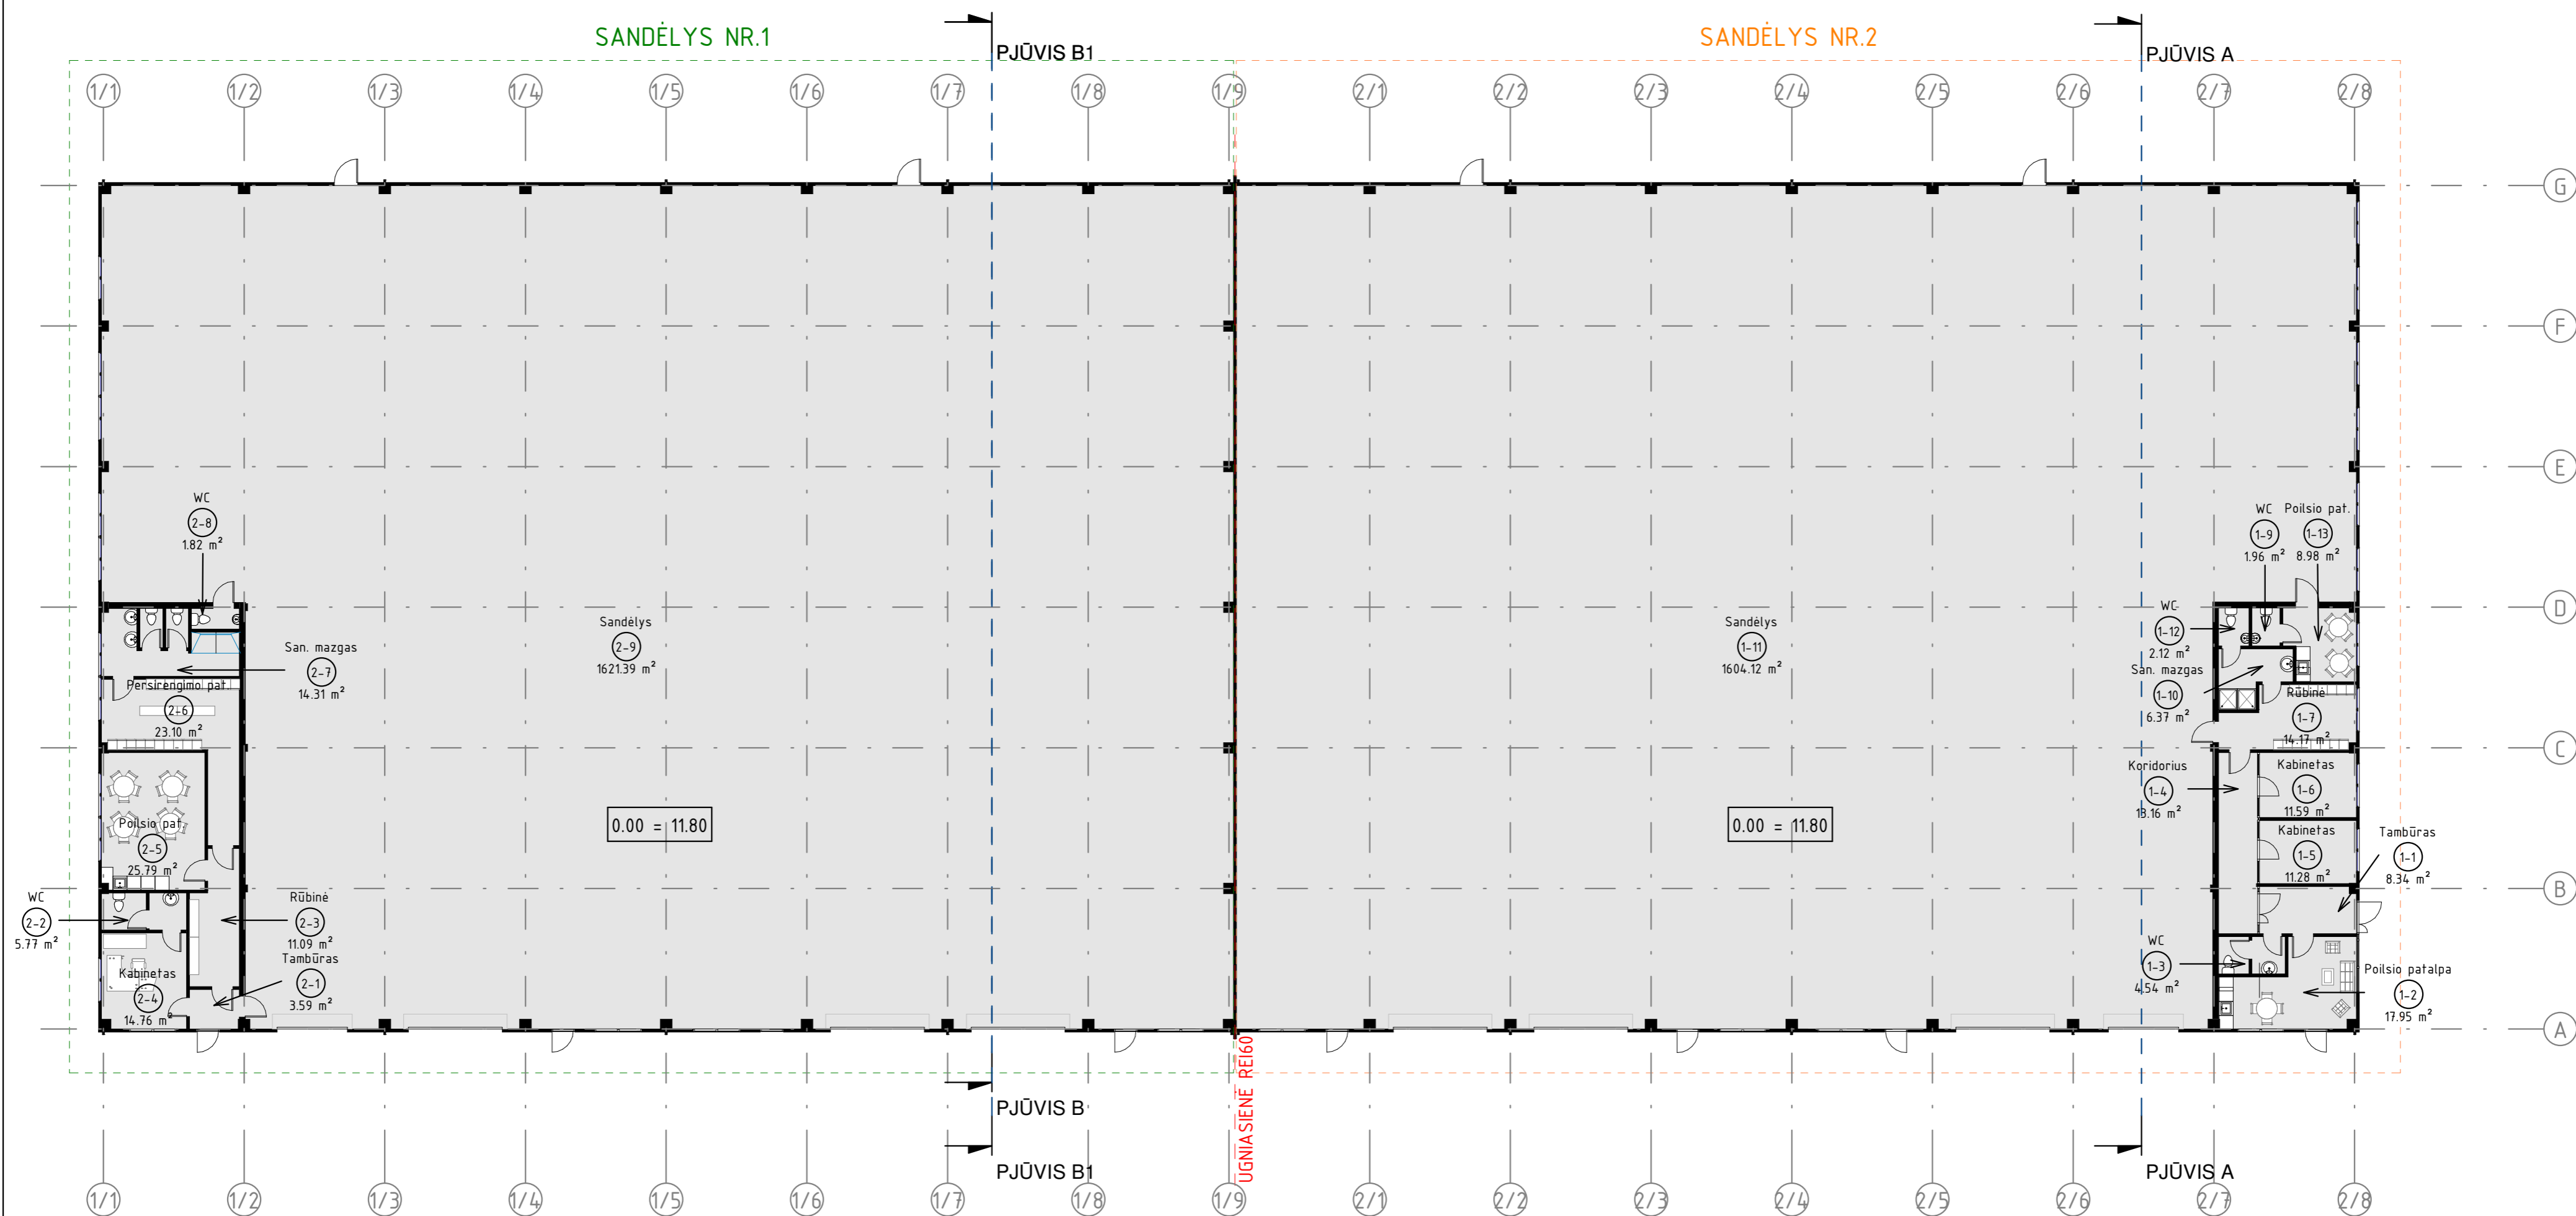 SANDĖLYS NR.1
SANDĖLYS NR.2
PJŪVIS B1
PJŪVIS A
1/1 1/2 1/3 1/4 1/5 1/6 1/7 1/8 1/9 2/1 2/2 2/3 2/4 2/5 2/6 2/7 2/8
G
F
E
D
C
B
A
WC
2-8
1.82 m²
San. mazgas
2-7
14.31 m²
Persirengimo pat.
2-6
23.10 m²
Poilsio pat.
2-5
25.79 m²
WC
2-2
5.77 m²
Rūbinė
2-3
11.09 m²
Tambūras
2-1
3.59 m²
Kabinetas
2-4
14.76 m²
Sandėlys
2-9
1621.39 m²
0.00 = 11.80
Sandėlys
1-11
1604.12 m²
0.00 = 11.80
WC
1-9
1.96 m²
Poilsio pat.
1-13
8.98 m²
WC
1-12
2.12 m²
San. mazgas
1-10
6.37 m²
Rūbinė
1-7
14.17 m²
Koridorius
1-4
13.16 m²
Kabinetas
1-6
11.59 m²
Kabinetas
1-5
11.28 m²
Tambūras
1-1
8.34 m²
WC
1-3
4.54 m²
Poilsio patalpa
1-2
17.95 m²
UGNIASIENĖ REI60
PJŪVIS B
PJŪVIS B1
PJŪVIS A
1/1 1/2 1/3 1/4 1/5 1/6 1/7 1/8 1/9 2/1 2/2 2/3 2/4 2/5 2/6 2/7 2/8